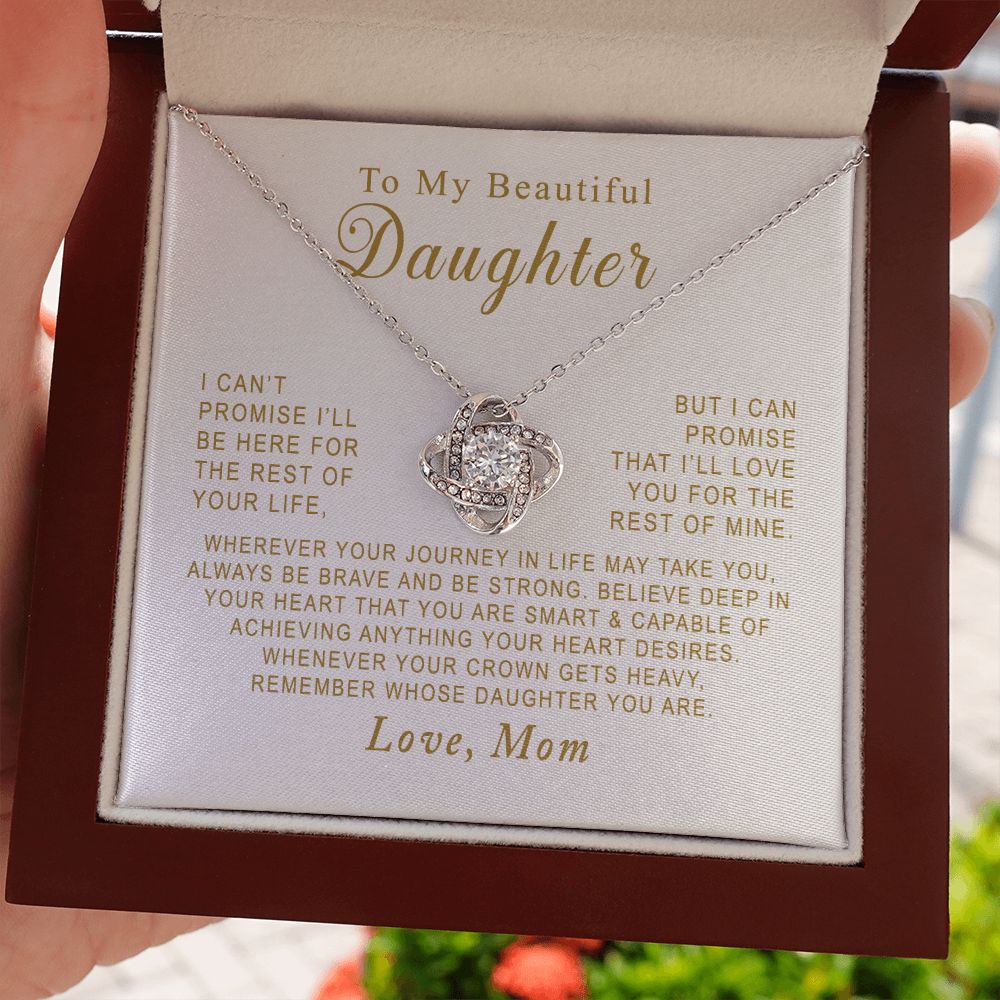 To My Beautiful
Daughter
I CAN'T
PROMISE I'LL
BE HERE FOR
THE REST OF
YOUR LIFE,
BUT I CAN
PROMISE
THAT I'LL LOVE
YOU FOR THE
REST OF MINE.
WHEREVER YOUR JOURNEY IN LIFE MAY TAKE YOU,
ALWAYS BE BRAVE AND BE STRONG. BELIEVE DEEP IN
YOUR HEART THAT YOU ARE SMART & CAPABLE OF
ACHIEVING ANYTHING YOUR HEART DESIRES.
WHENEVER YOUR CROWN GETS HEAVY,
REMEMBER WHOSE DAUGHTER YOU ARE.
Love, Mom